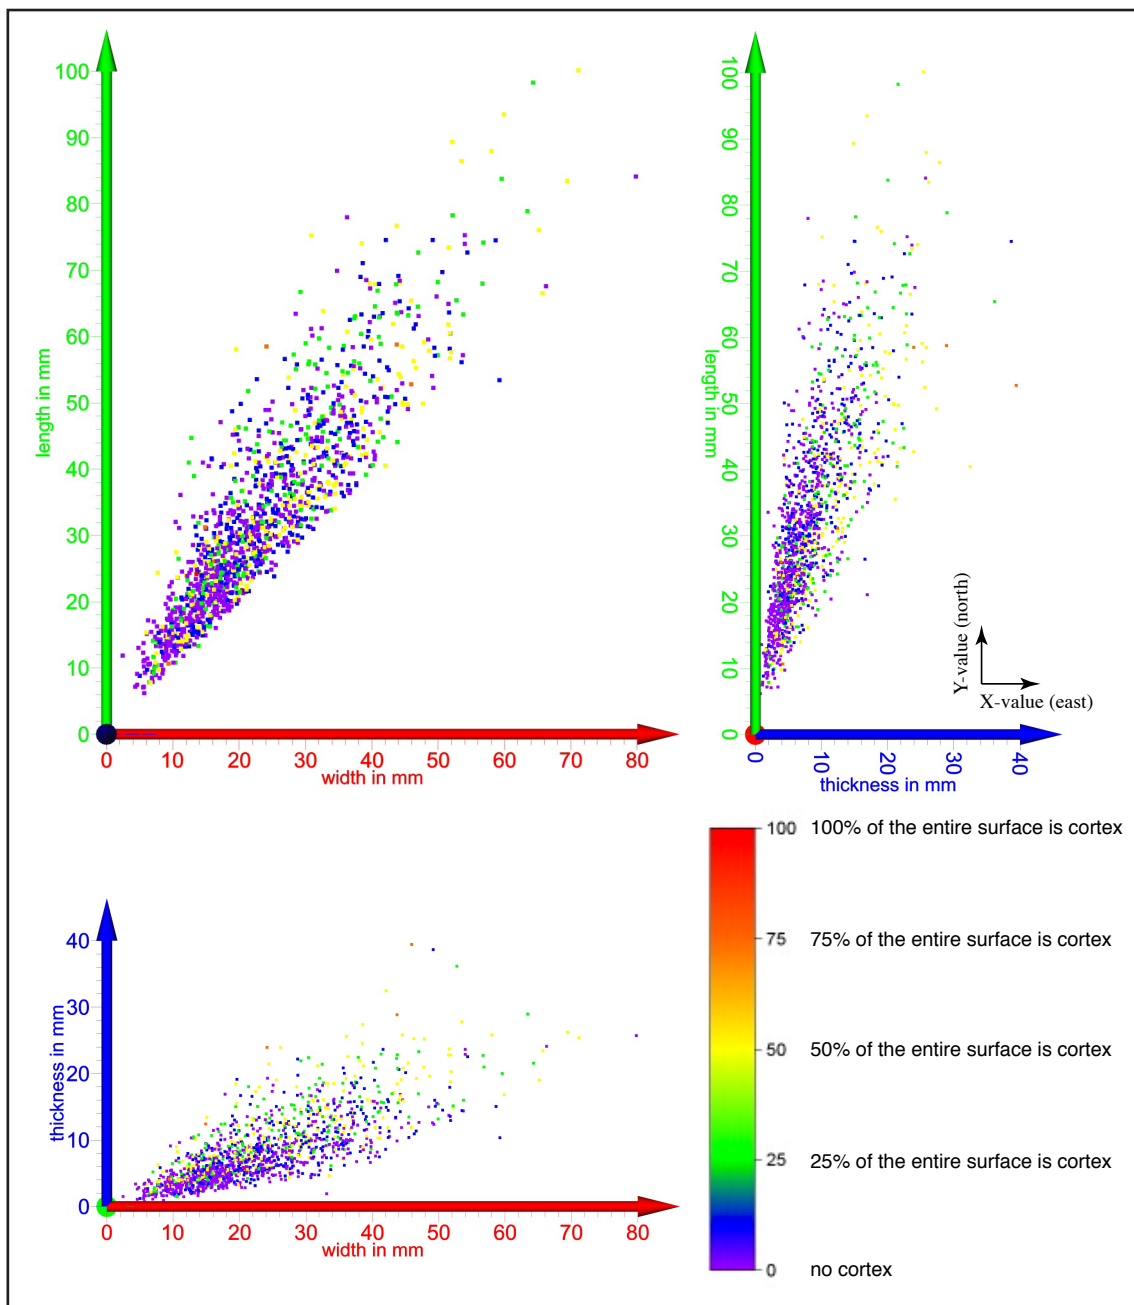 100
90
80
70
60
50
40
30
20
10
0
length in mm
0 10 20 30 40 50 60 70 80
width in mm
100
90
80
70
60
50
40
30
20
10
0
length in mm
0 10 20 30 40
thickness in mm
Y-value (north)
X-value (east)
40
30
20
10
0
thickness in mm
0 10 20 30 40 50 60 70 80
width in mm
100 100% of the entire surface is cortex
75 75% of the entire surface is cortex
50 50% of the entire surface is cortex
25 25% of the entire surface is cortex
0 no cortex